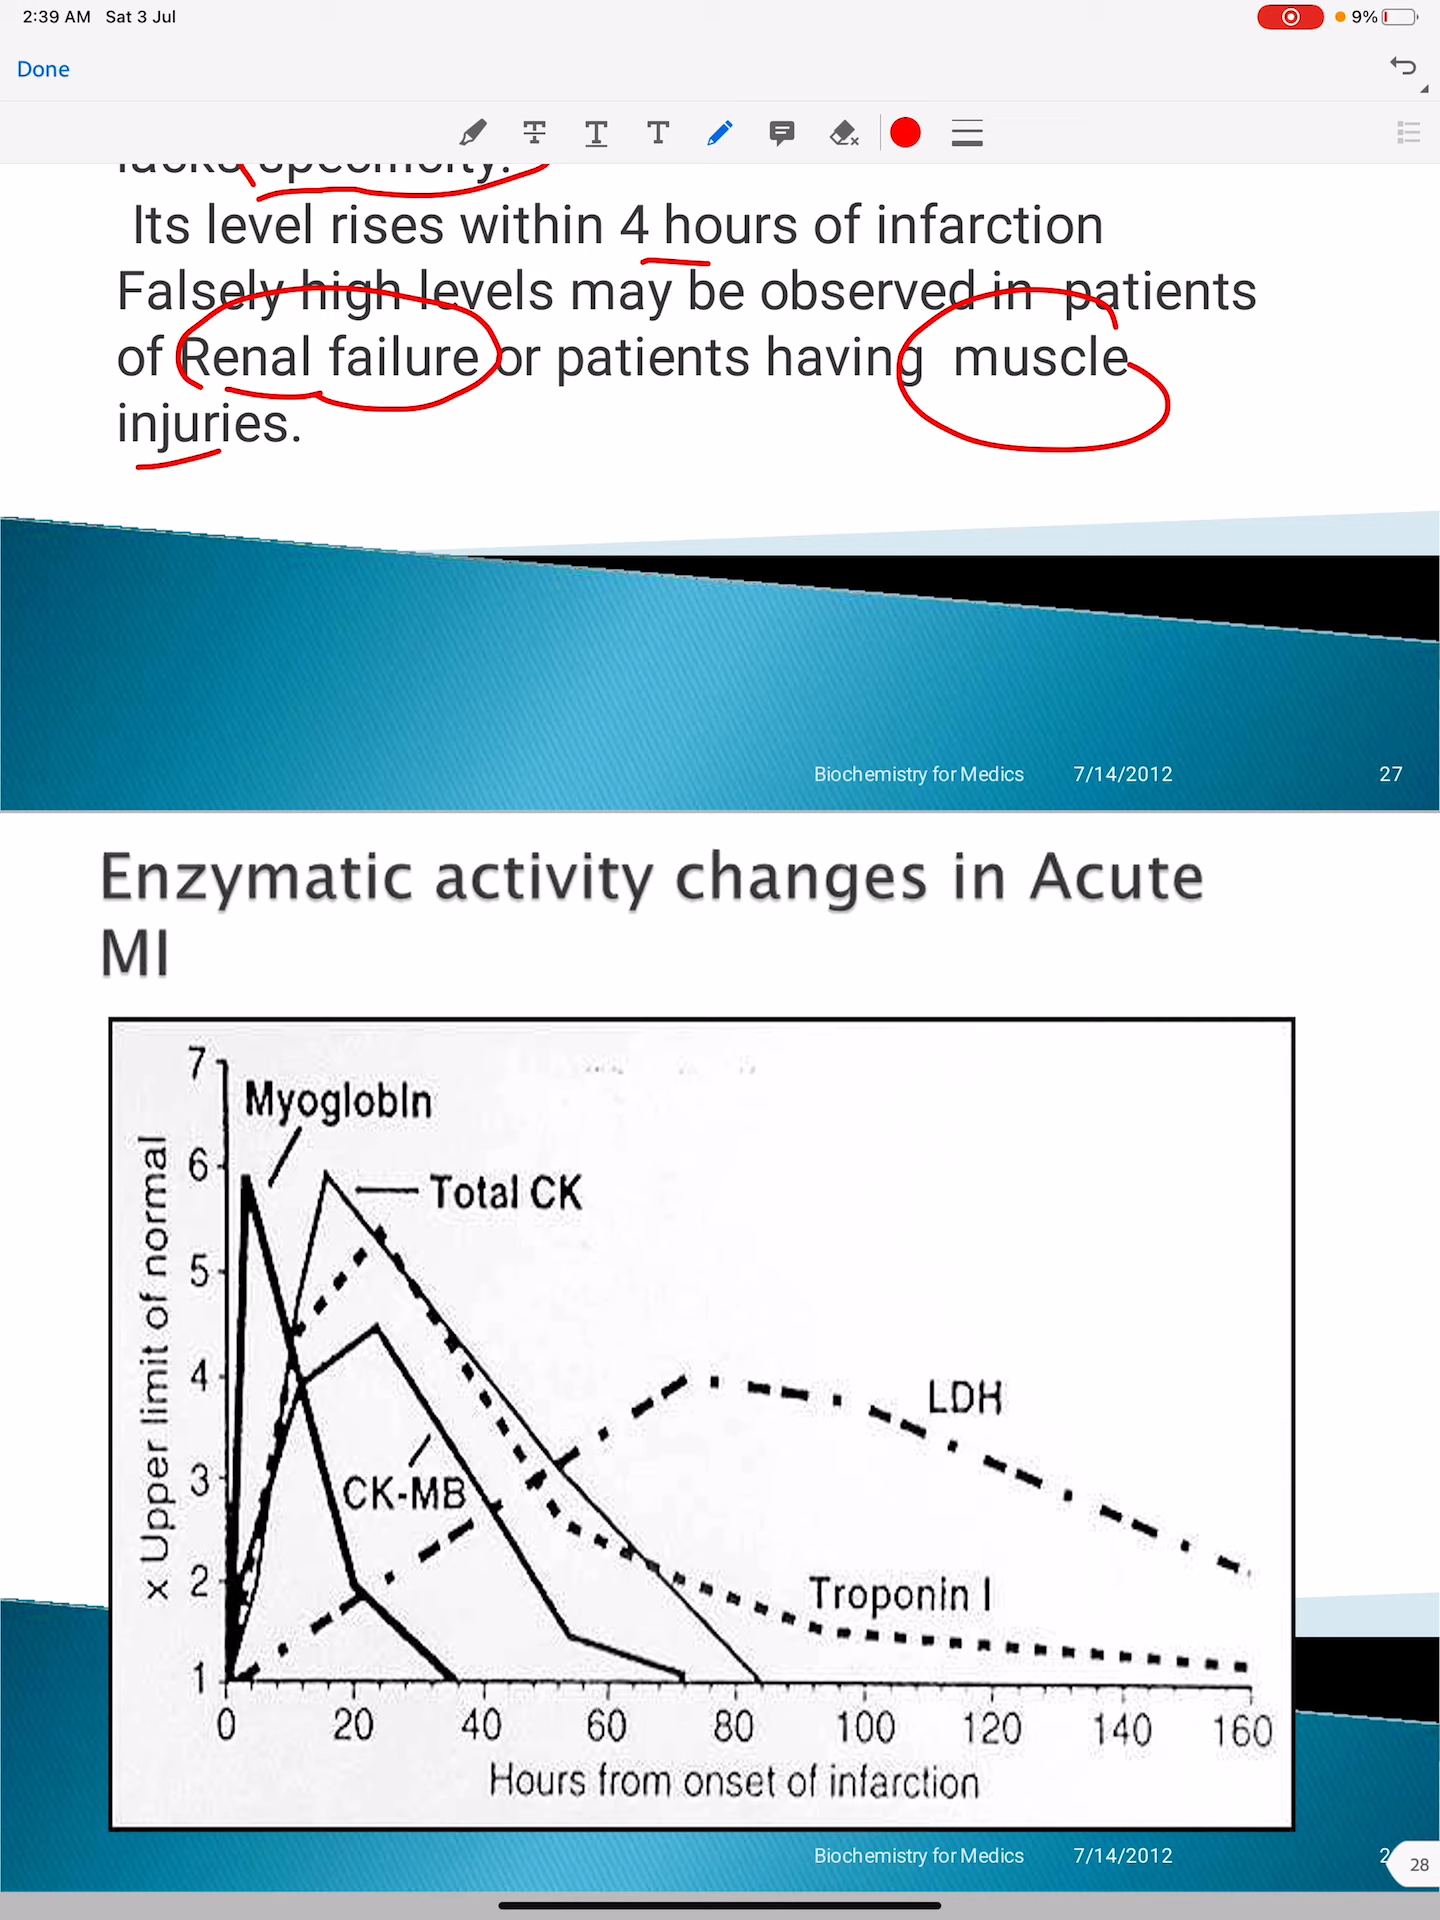 2:39 AM Sat 3 Jul
9%
Done
lacks specificity.
Its level rises within 4 hours of infarction
Falsely high levels may be observed in patients
of Renal failure or patients having muscle
injuries.
Biochemistry for Medics 7/14/2012 27
Enzymatic activity changes in Acute
MI
7
MyoglobIn
6
Total CK
5
4
LDH
3
CK-MB
2
Troponin I
1
x Upper limit of normal
0 20 40 60 80 100 120 140 160
Hours from onset of infarction
Biochemistry for Medics 7/14/2012
28